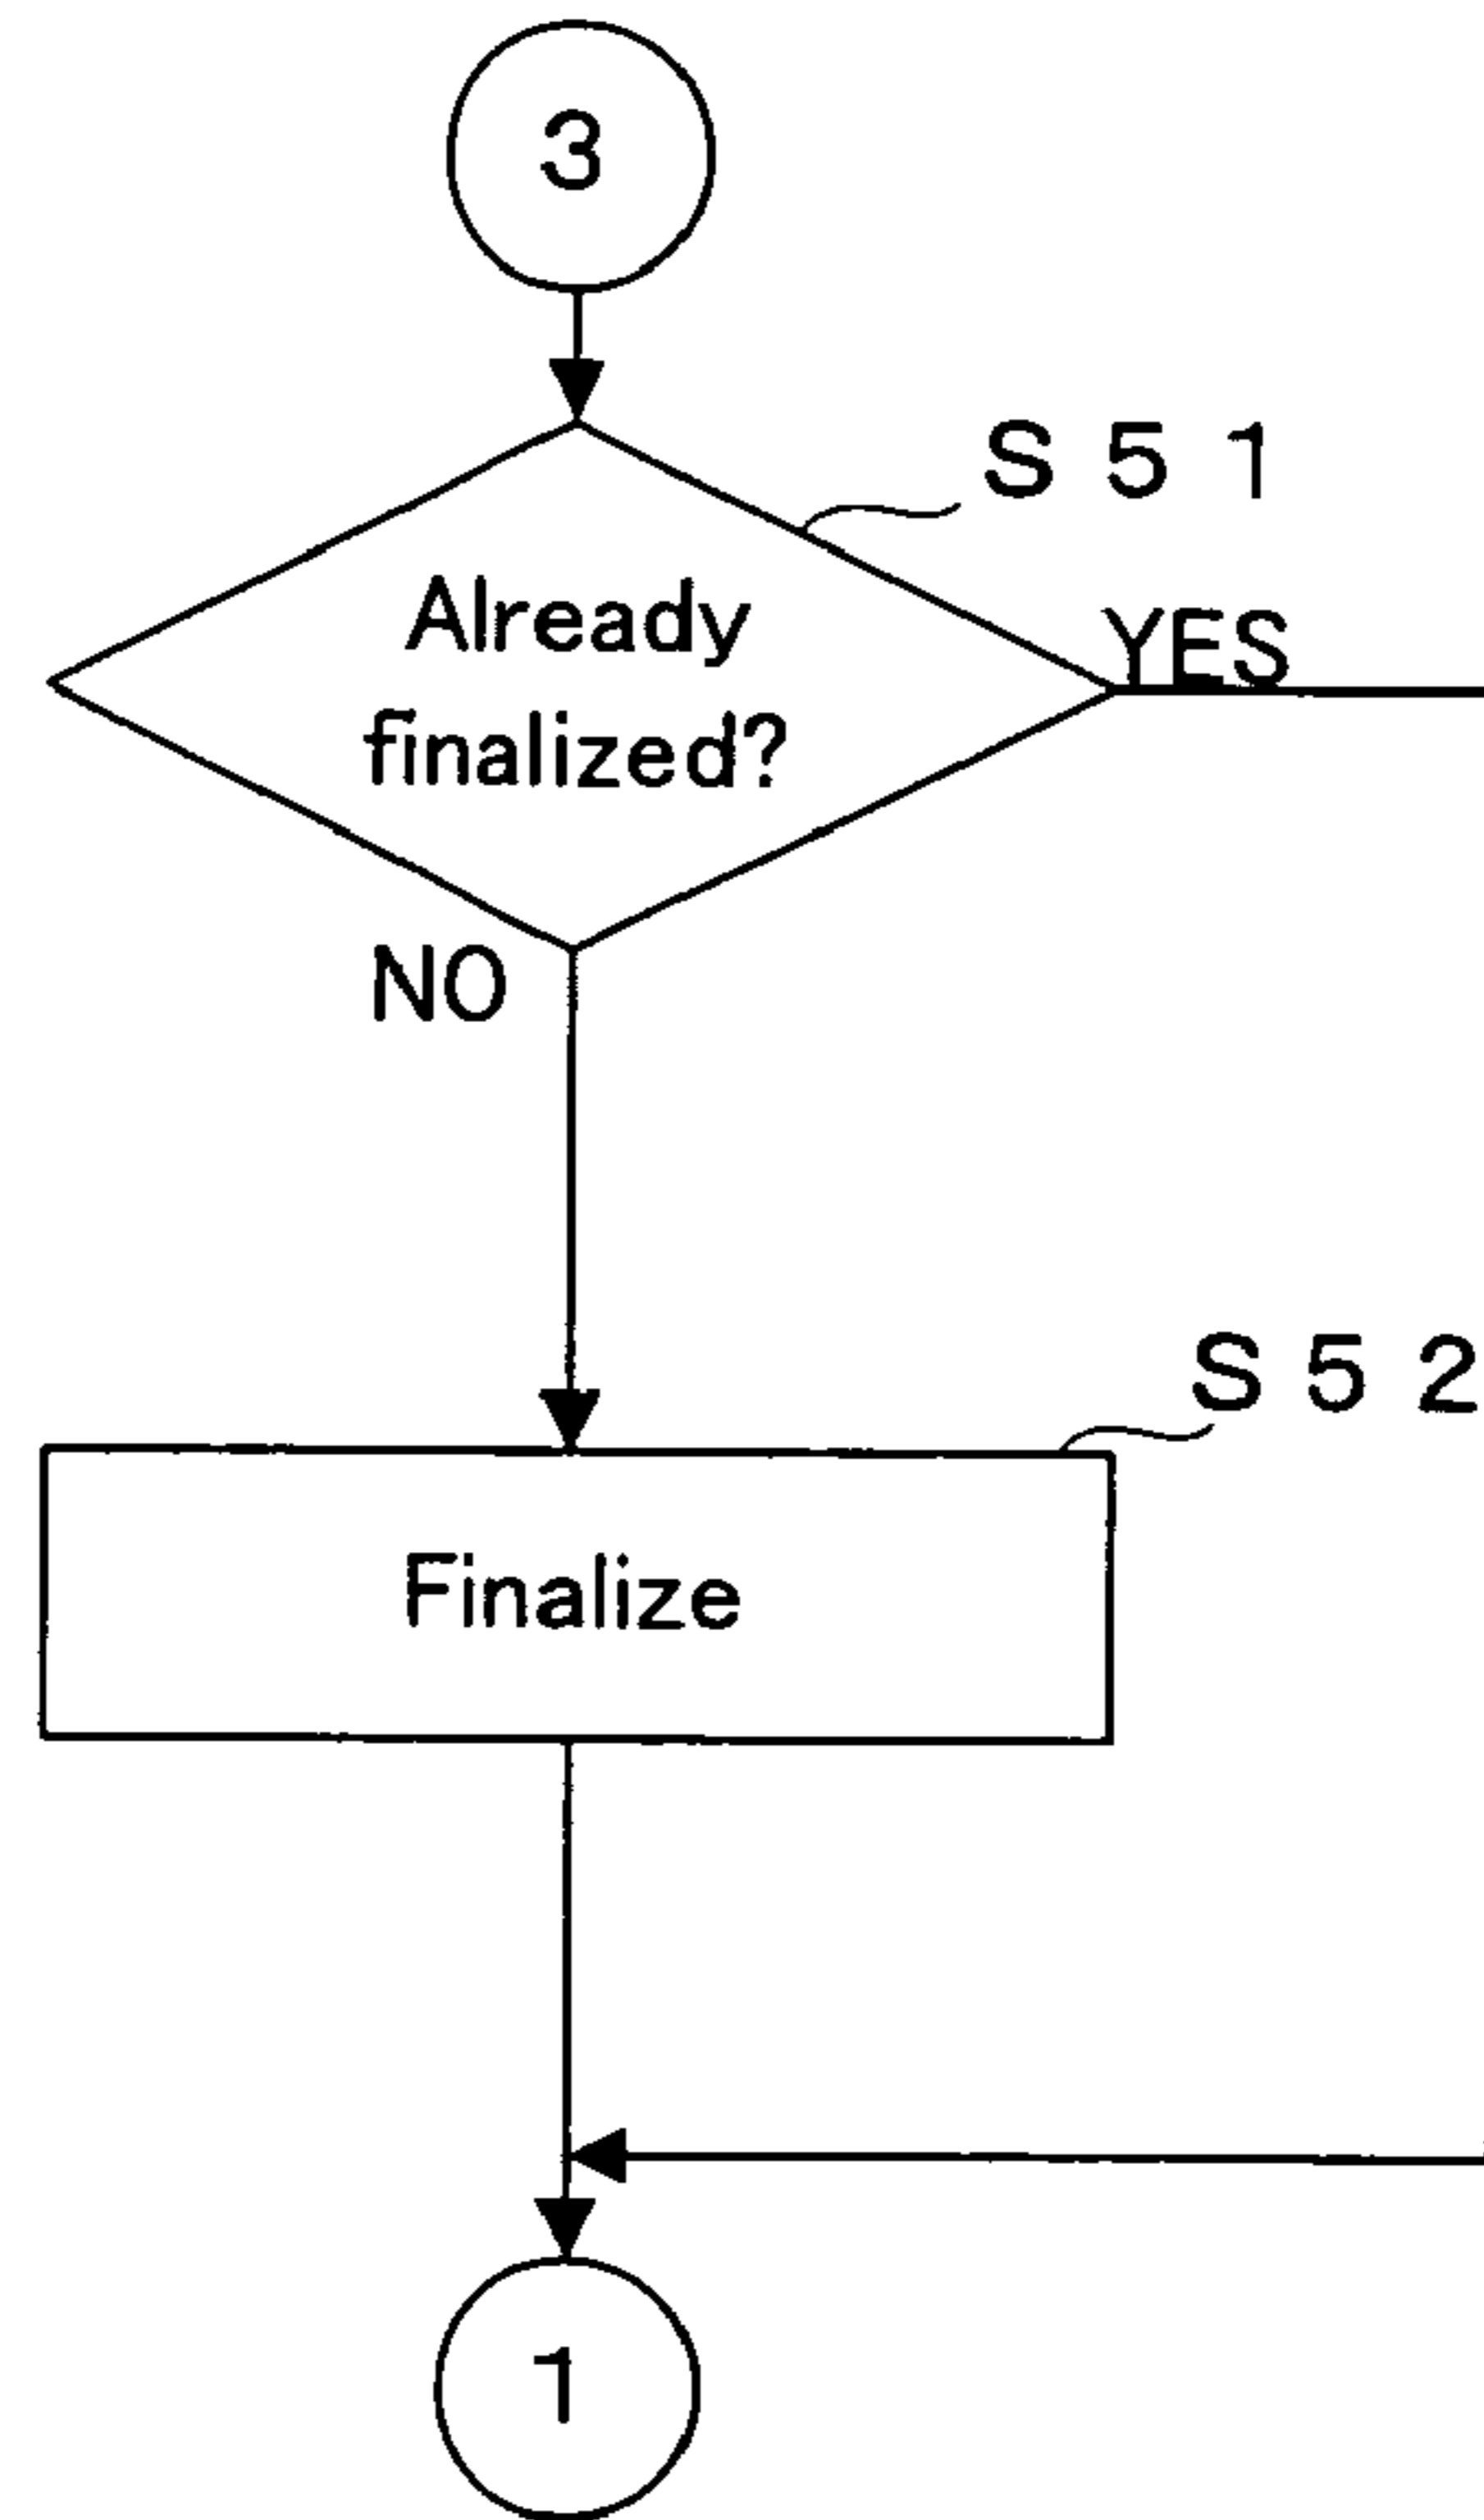 3
S 5 1
Already
finalized?
YES
NO
S 5 2
Finalize
1